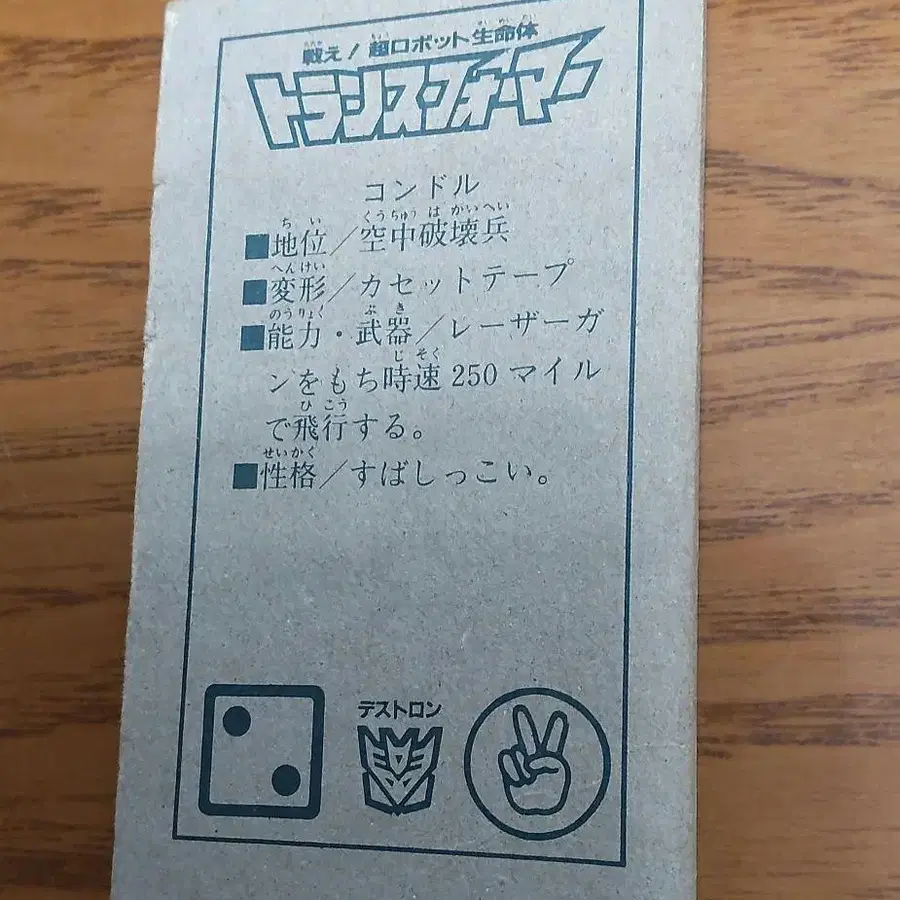 戦え！超ロボット生命体
トランスフォーマー
コンドル
■地位／空中破壊兵
■変形／カセットテープ
■能力・武器／レーザーガ
ンをもち時速250マイル
で飛行する。
■性格／すばしっこい。
デストロン